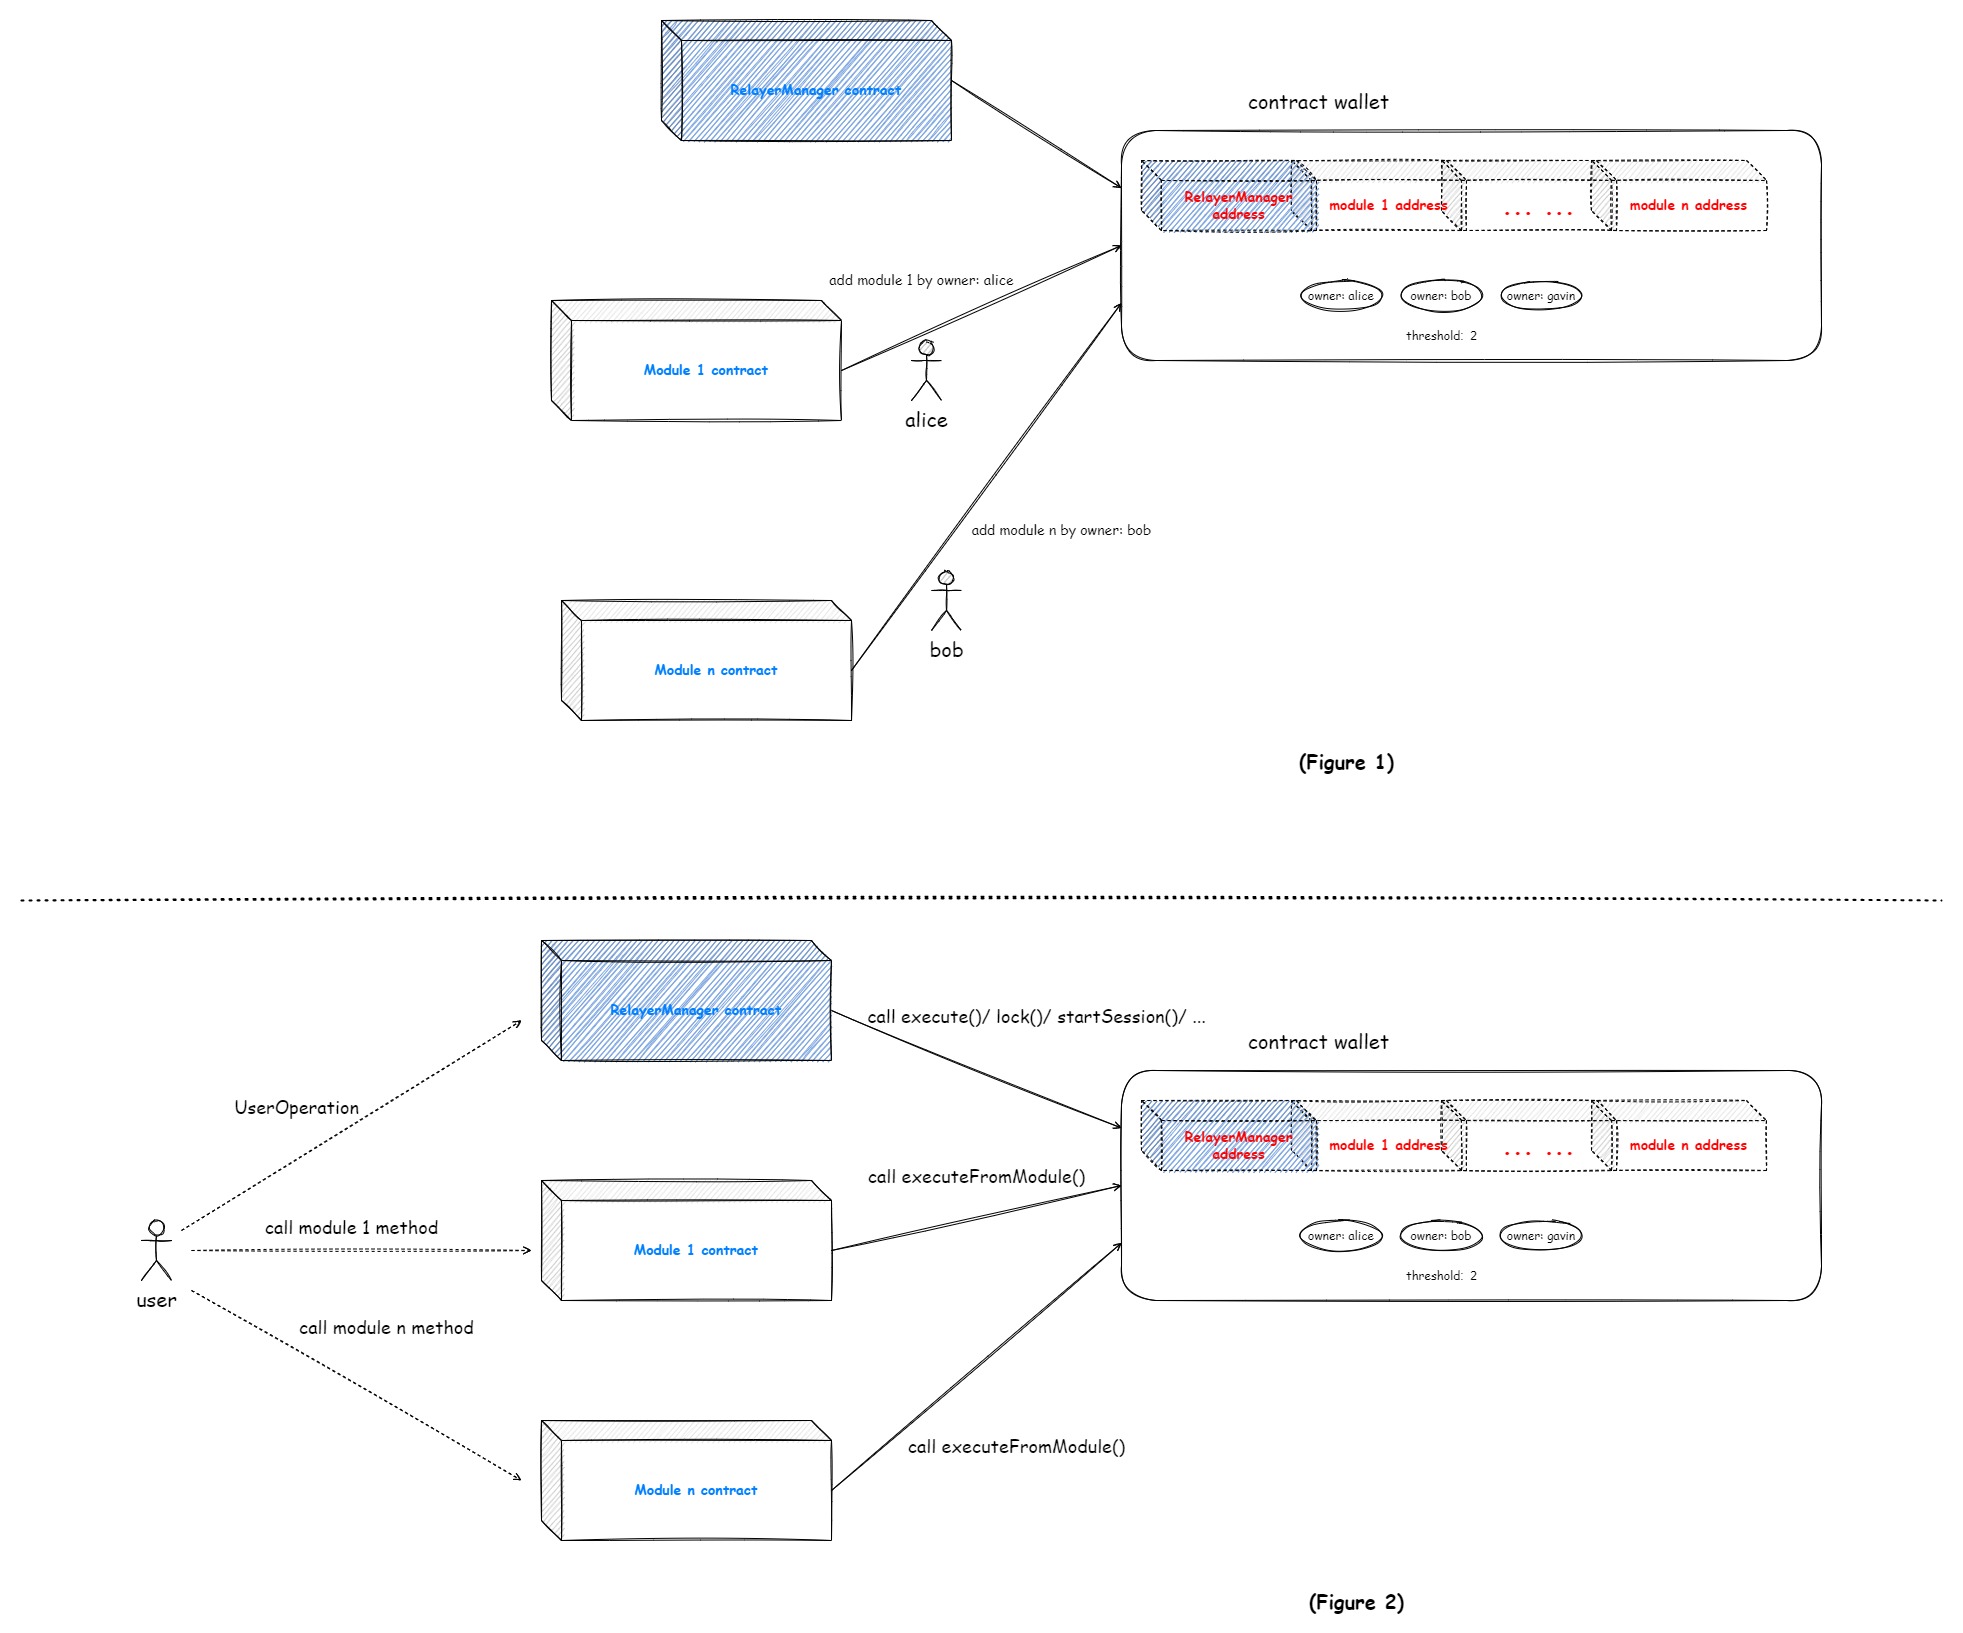 RelayerManager contract
contract wallet
RelayerManager
address
module 1 address
... ...
module n address
add module 1 by owner: alice
owner: alice
owner: bob
owner: gavin
threshold: 2
Module 1 contract
alice
add module n by owner: bob
Module n contract
bob
(Figure 1)
RelayerManager contract
call execute()/ lock()/ startSession()/ ...
contract wallet
UserOperation
RelayerManager
address
module 1 address
... ...
module n address
call executeFromModule()
call module 1 method
owner: alice
owner: bob
owner: gavin
Module 1 contract
threshold: 2
user
call module n method
call executeFromModule()
Module n contract
(Figure 2)